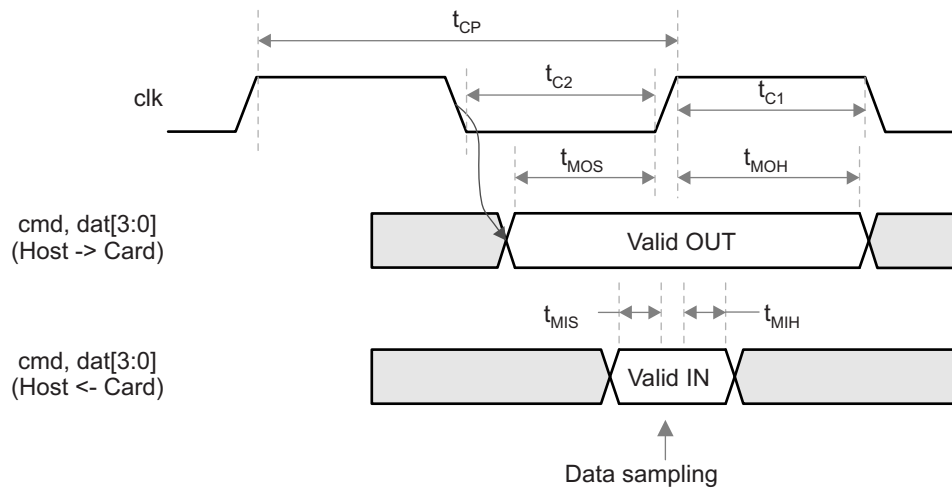 t_CP
clk
t_C2
t_C1
t_MOS
t_MOH
cmd, dat[3:0]
(Host -> Card)
Valid OUT
t_MIS
t_MIH
cmd, dat[3:0]
(Host <- Card)
Valid IN
Data sampling